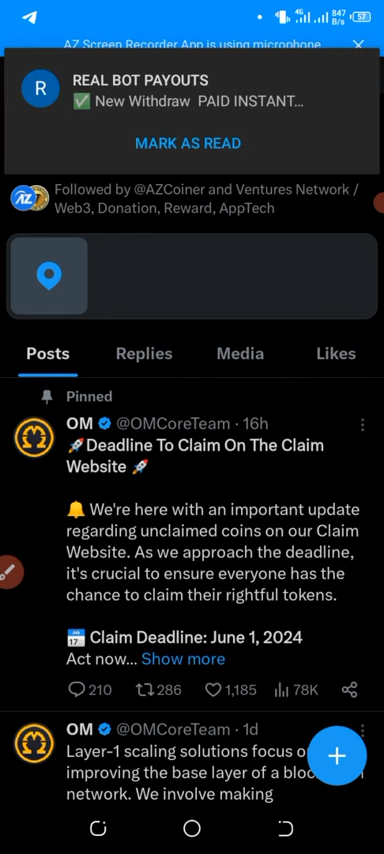 4G 847 B/s 57
AZ Screen Recorder App is using microphone
R
REAL BOT PAYOUTS
✅ New Withdraw PAID INSTANT...
MARK AS READ
Followed by @AZCoiner and Ventures Network /
Web3, Donation, Reward, AppTech
Posts Replies Media Likes
Pinned
OM @OMCoreTeam · 16h
🚀Deadline To Claim On The Claim
Website 🚀
🔔 We're here with an important update
regarding unclaimed coins on our Claim
Website. As we approach the deadline,
it's crucial to ensure everyone has the
chance to claim their rightful tokens.
📅 Claim Deadline: June 1, 2024
Act now... Show more
210 286 1,185 78K
OM @OMCoreTeam · 1d
Layer-1 scaling solutions focus o
improving the base layer of a bloc
network. We involve making